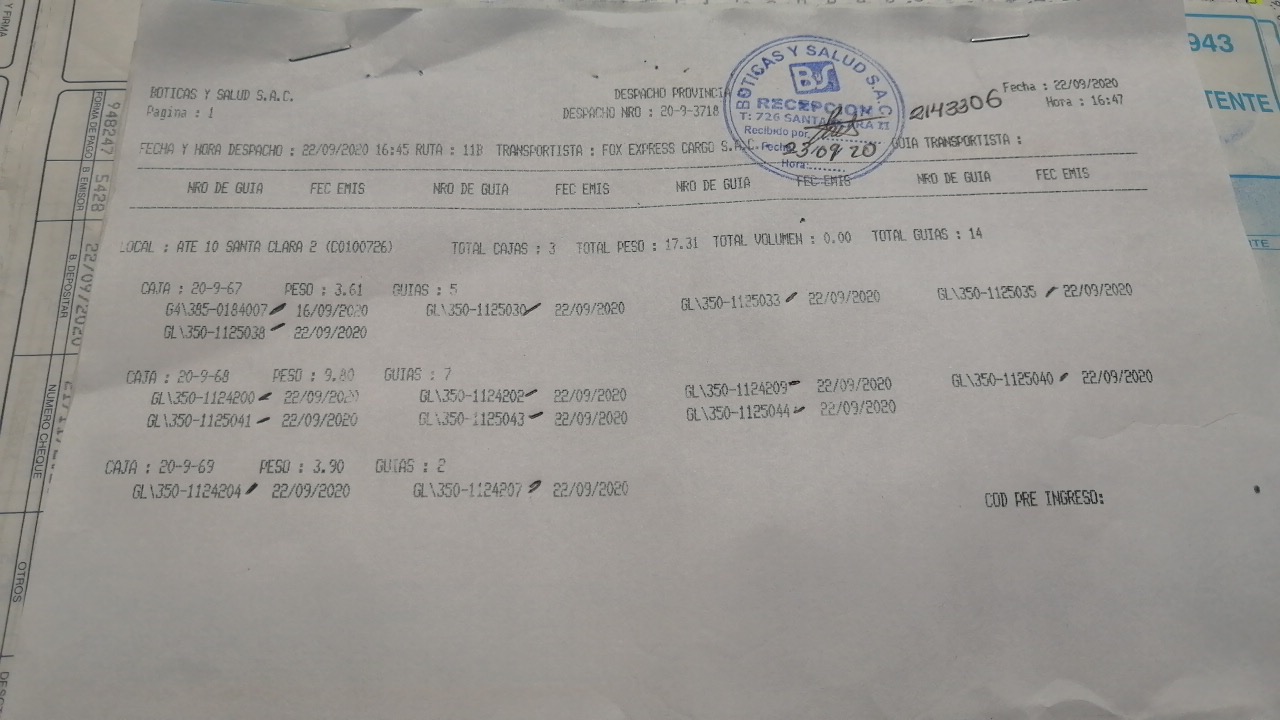 BOTICAS Y SALUD S.A.C.
Pagina : 1
DESPACHO PROVINCIA
DESPACHO NRO : 20-9-3718
BOTICAS Y SALUD S.A.C.
BS
RECEPCION
T: 726 SANTA CLARA II
Recibido por:
Fecha: 23/09/20
Hora:
2143306
Fecha : 22/09/2020
Hora : 16:47
FECHA Y HORA DESPACHO : 22/09/2020 16:45 RUTA : 11B TRANSPORTISTA : FOX EXPRESS CARGO S.A.C. GUIA TRANSPORTISTA :
NRO DE GUIA FEC EMIS NRO DE GUIA FEC EMIS NRO DE GUIA FEC EMIS NRO DE GUIA FEC EMIS
LOCAL : ATE 10 SANTA CLARA 2 (C0100726) TOTAL CAJAS : 3 TOTAL PESO : 17.31 TOTAL VOLUMEN : 0.00 TOTAL GUIAS : 14
CAJA : 20-9-67 PESO : 3.61 GUIAS : 5
G4\385-0184007 16/09/2020 GL\350-1125030 22/09/2020 GL\350-1125033 22/09/2020 GL\350-1125035 22/09/2020
GL\350-1125038 22/09/2020
CAJA : 20-9-68 PESO : 9.80 GUIAS : 7
GL\350-1124200 22/09/2020 GL\350-1124202 22/09/2020 GL\350-1124209 22/09/2020 GL\350-1125040 22/09/2020
GL\350-1125041 22/09/2020 GL\350-1125043 22/09/2020 GL\350-1125044 22/09/2020
CAJA : 20-9-69 PESO : 3.90 GUIAS : 2
GL\350-1124204 22/09/2020 GL\350-1124207 22/09/2020
COD PRE INGRESO:
Y FIRMA
FORMA DE PAGO B. EMISOR
948247 5428
B. DEPOSITAR
NUMERO CHEQUE
OTROS
943
TENTE